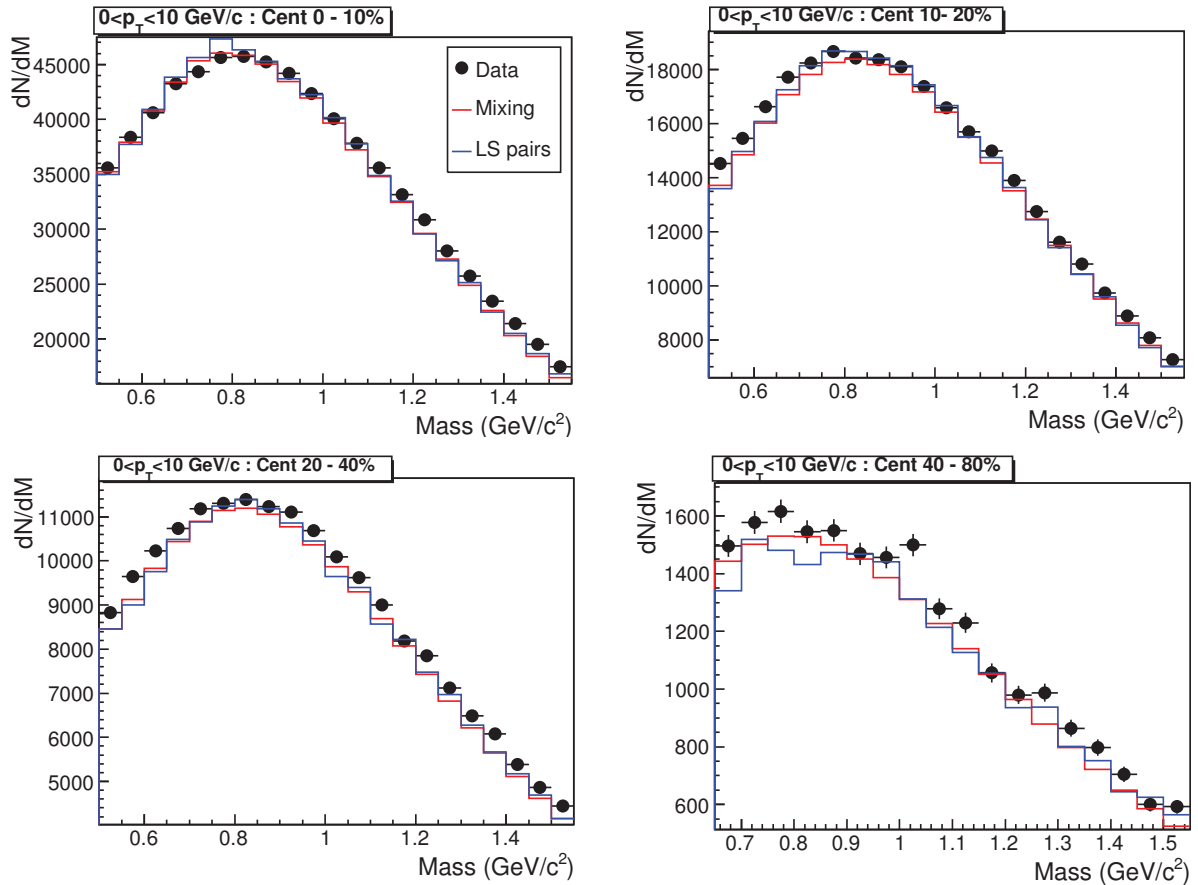 0<p_T<10 GeV/c : Cent 0 - 10%
dN/dM
45000
40000
35000
30000
25000
20000
Data
Mixing
LS pairs
0.6 0.8 1 1.2 1.4
Mass (GeV/c²)
0<p_T<10 GeV/c : Cent 10- 20%
dN/dM
18000
16000
14000
12000
10000
8000
0.6 0.8 1 1.2 1.4
Mass (GeV/c²)
0<p_T<10 GeV/c : Cent 20 - 40%
dN/dM
11000
10000
9000
8000
7000
6000
5000
0.6 0.8 1 1.2 1.4
Mass (GeV/c²)
0<p_T<10 GeV/c : Cent 40 - 80%
dN/dM
1600
1400
1200
1000
800
600
0.7 0.8 0.9 1 1.1 1.2 1.3 1.4 1.5
Mass (GeV/c²)